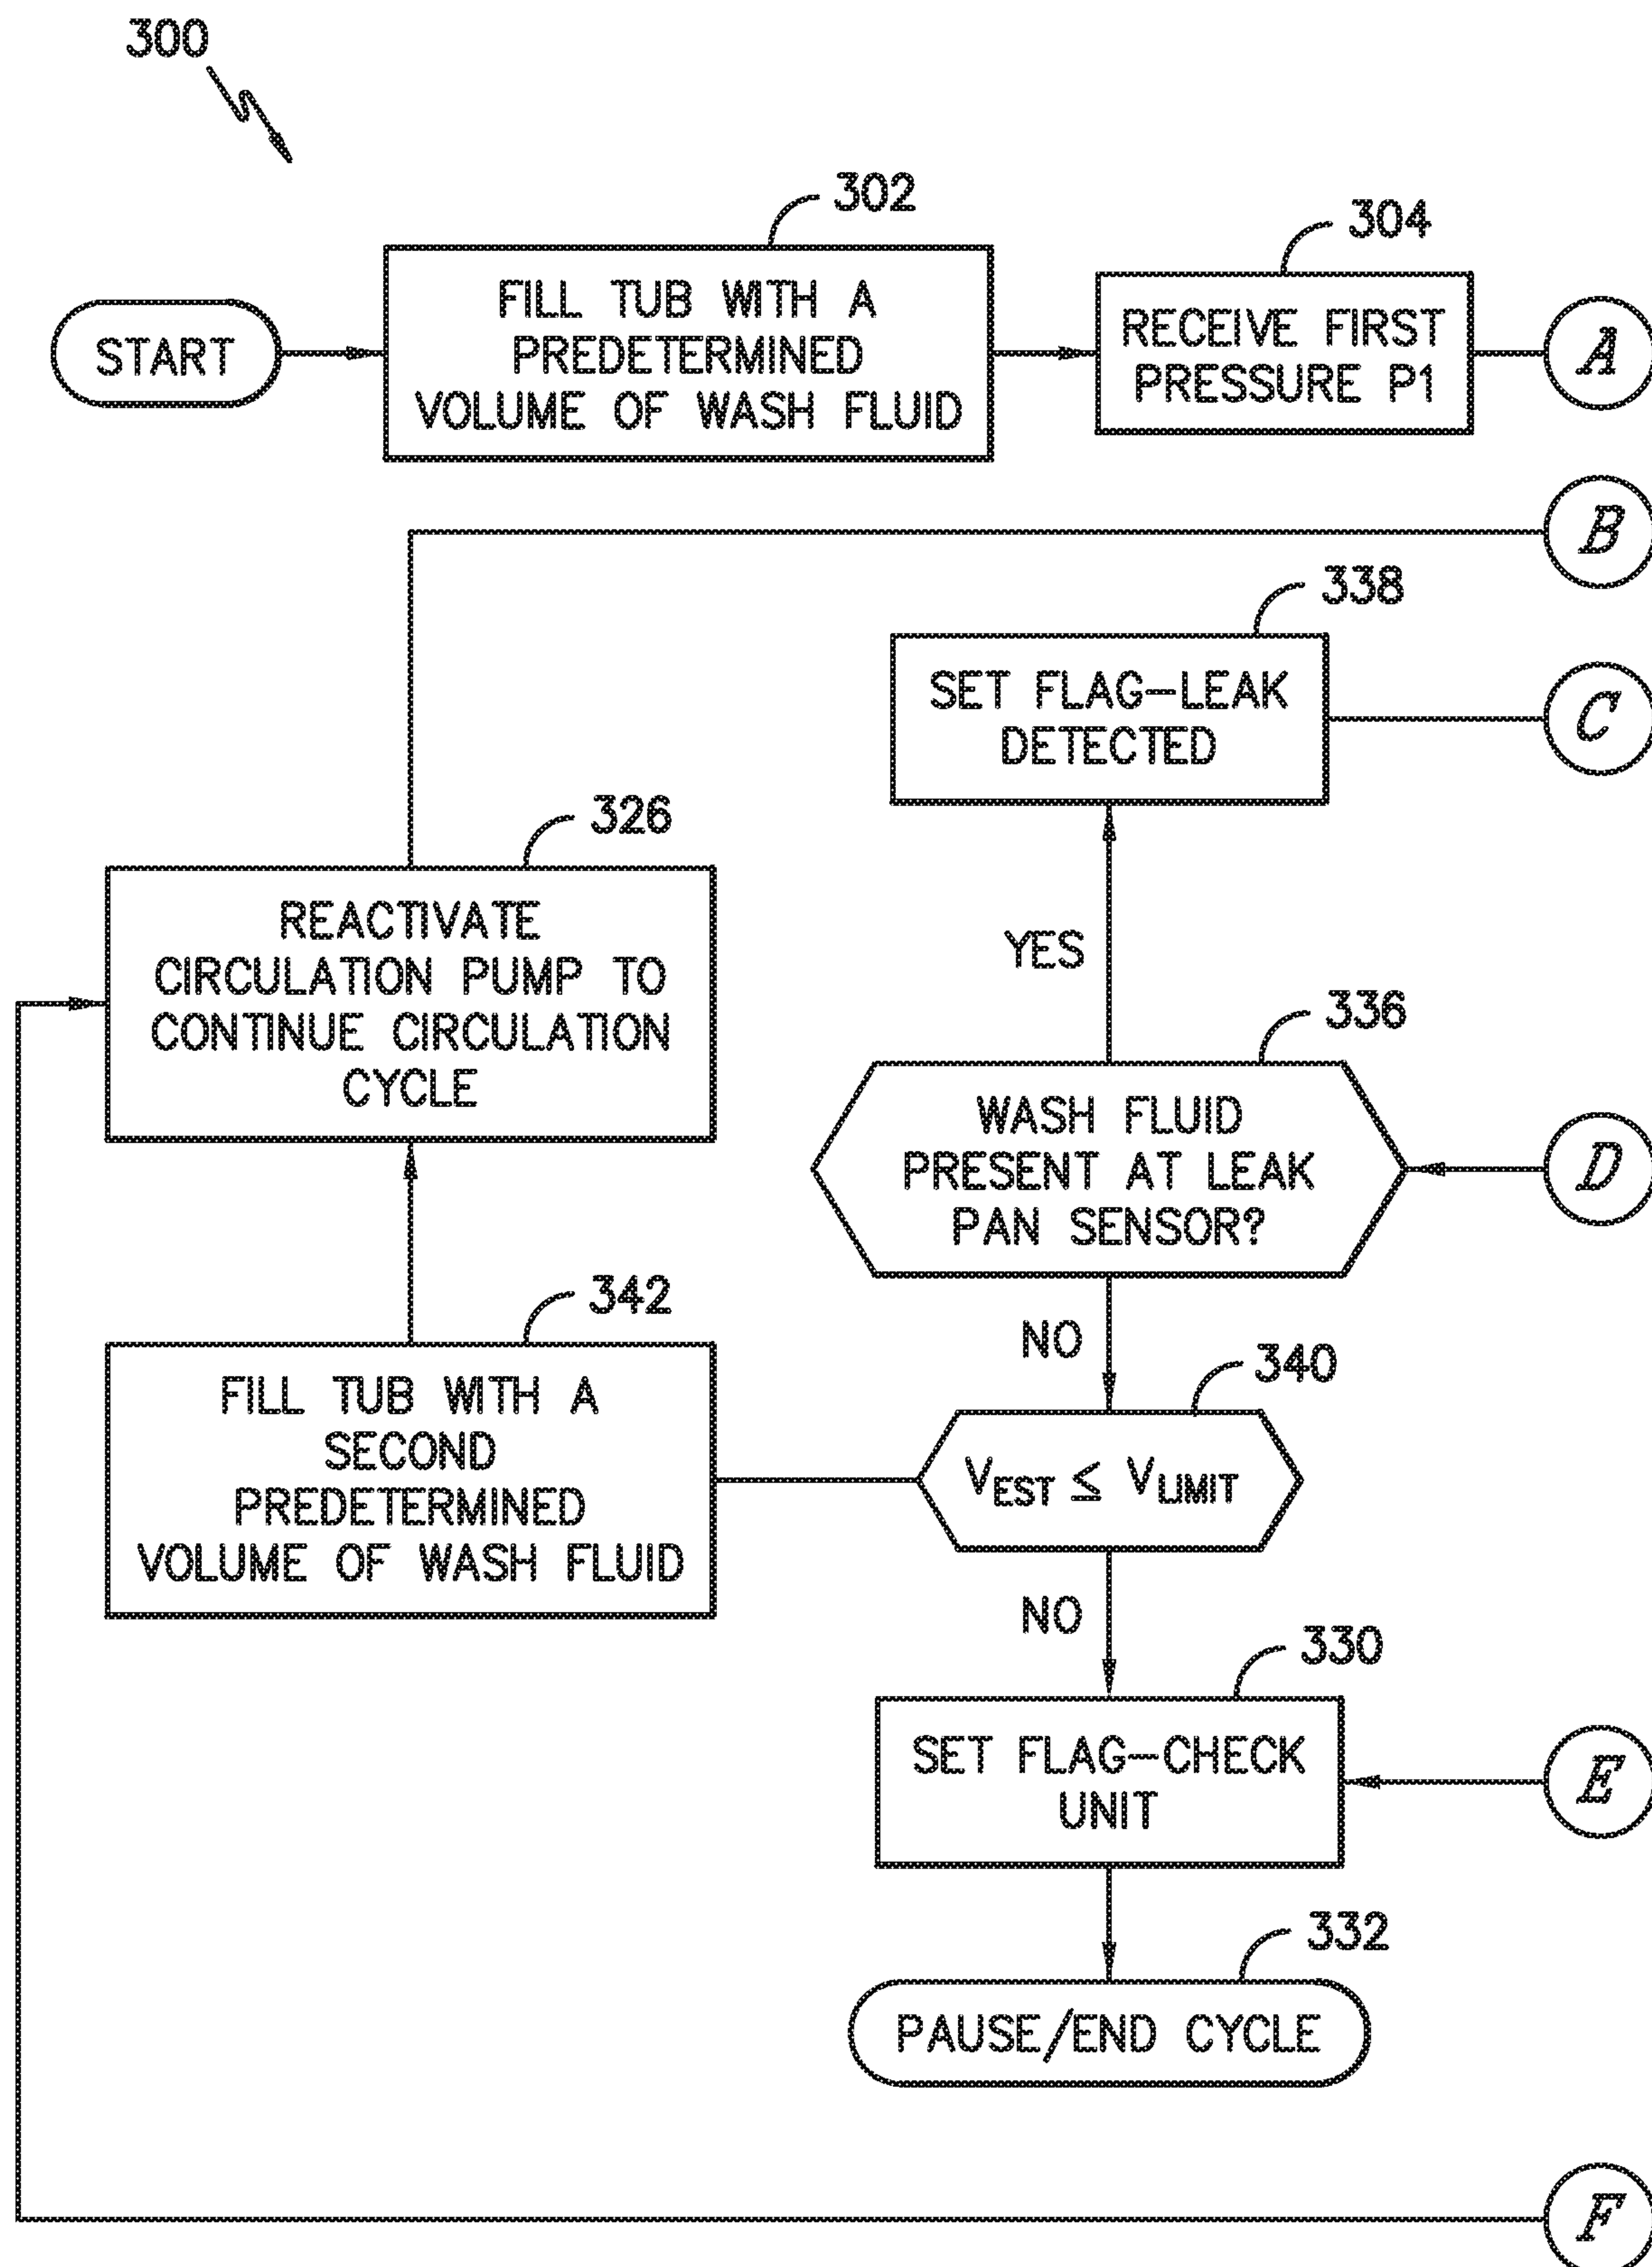 300
302
304
START
FILL TUB WITH A
PREDETERMINED
VOLUME OF WASH FLUID
RECEIVE FIRST
PRESSURE P1
A
B
338
SET FLAG-LEAK
DETECTED
C
326
REACTIVATE
CIRCULATION PUMP TO
CONTINUE CIRCULATION
CYCLE
YES
336
WASH FLUID
PRESENT AT LEAK
PAN SENSOR?
D
342
FILL TUB WITH A
SECOND
PREDETERMINED
VOLUME OF WASH FLUID
NO
340
VEST ≤ VLIMIT
NO
330
SET FLAG-CHECK
UNIT
E
332
PAUSE/END CYCLE
F